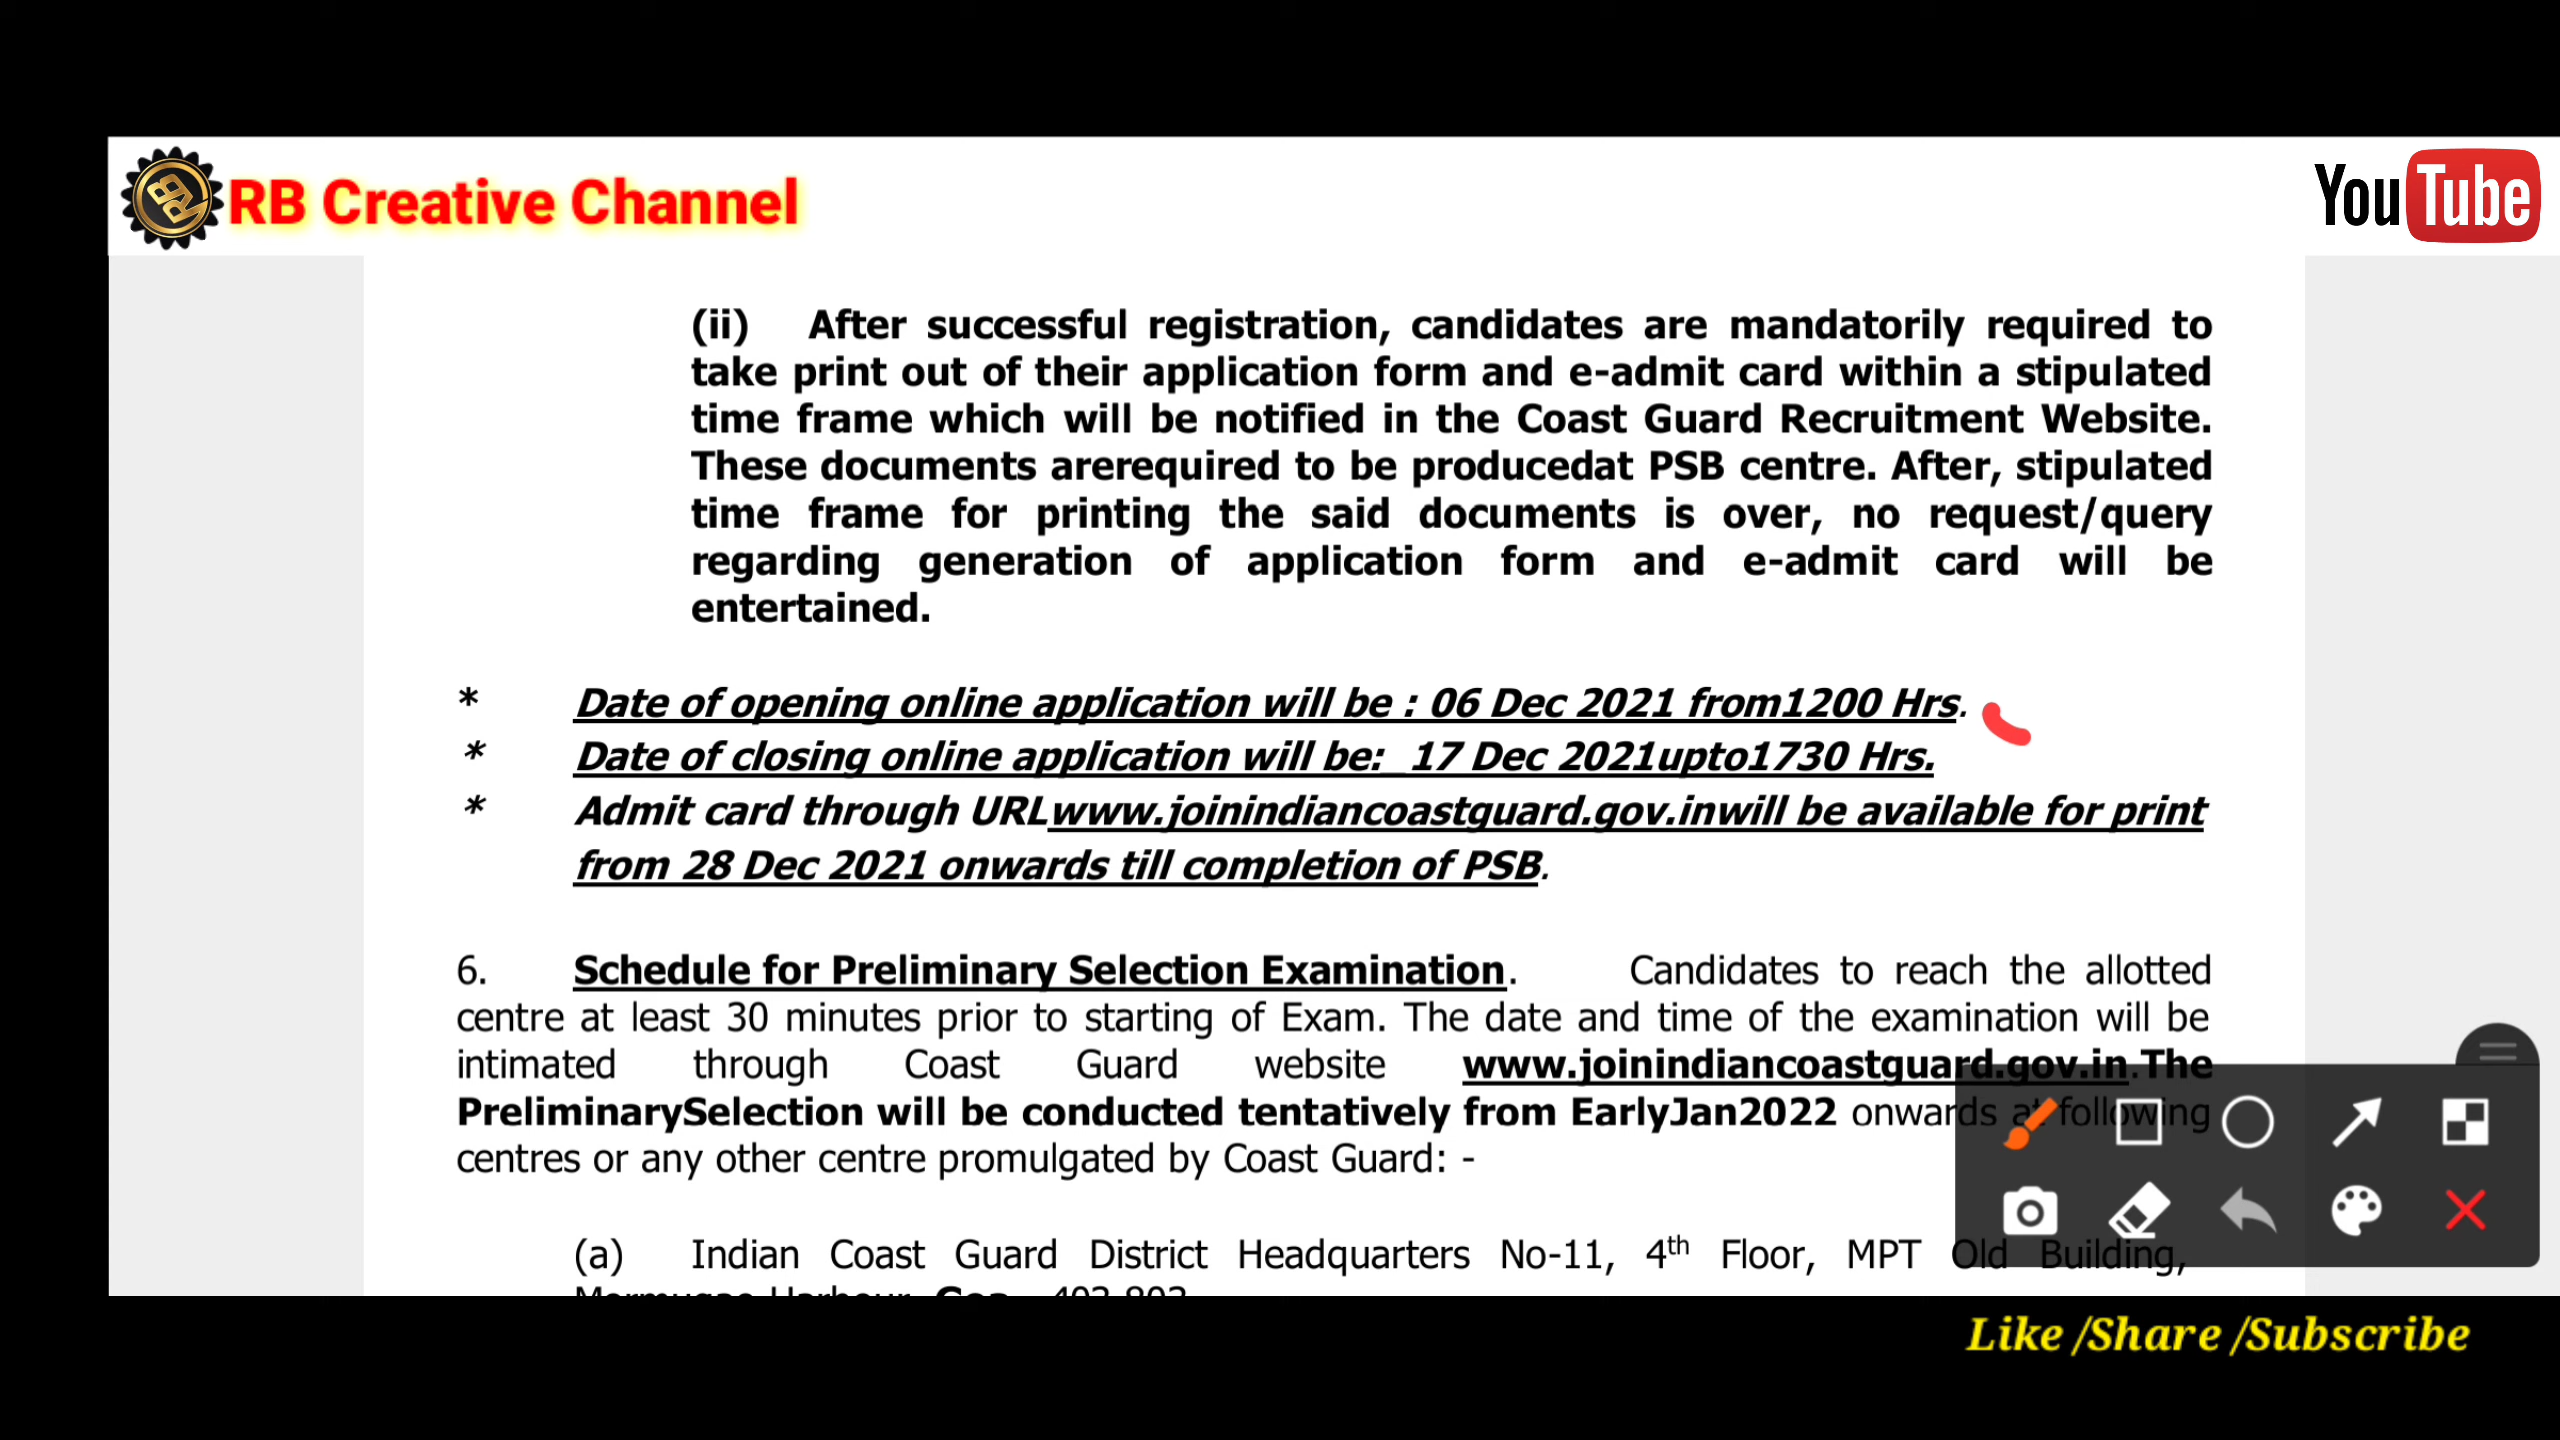 RB Creative Channel
YouTube
(ii) After successful registration, candidates are mandatorily required to
take print out of their application form and e-admit card within a stipulated
time frame which will be notified in the Coast Guard Recruitment Website.
These documents arerequired to be producedat PSB centre. After, stipulated
time frame for printing the said documents is over, no request/query
regarding generation of application form and e-admit card will be
entertained.
* Date of opening online application will be : 06 Dec 2021 from1200 Hrs.
* Date of closing online application will be:_17 Dec 2021upto1730 Hrs.
* Admit card through URLwww.joinindiancoastguard.gov.inwill be available for print
from 28 Dec 2021 onwards till completion of PSB.
6. Schedule for Preliminary Selection Examination. Candidates to reach the allotted
centre at least 30 minutes prior to starting of Exam. The date and time of the examination will be
intimated through Coast Guard website www.joinindiancoastguard.gov.in.The
PreliminarySelection will be conducted tentatively from EarlyJan2022 onwards at following
centres or any other centre promulgated by Coast Guard: -
(a) Indian Coast Guard District Headquarters No-11, 4th Floor, MPT Old Building,
Like /Share /Subscribe